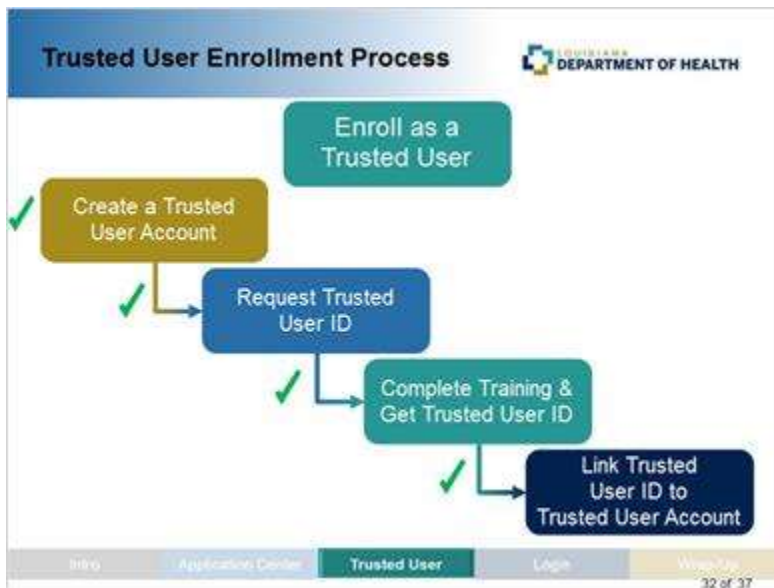 Trusted User Enrollment Process
LOUISIANA
DEPARTMENT OF HEALTH
Enroll as a
Trusted User
Create a Trusted
User Account
Request Trusted
User ID
Complete Training &
Get Trusted User ID
Link Trusted
User ID to
Trusted User Account
Intro
Application Center
Trusted User
Login
Wrap-Up
32 of 37